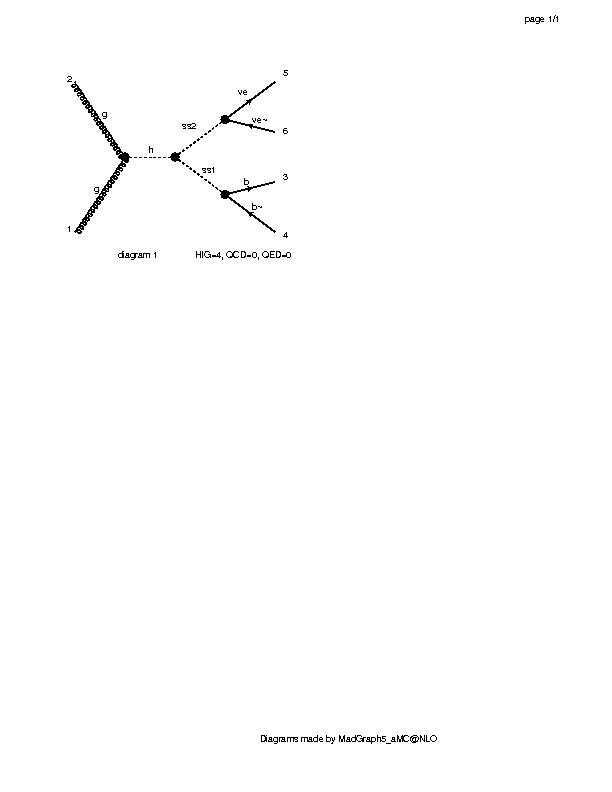 page 1/1
2
5
ve
g
ss2
ve~
6
h
ss1
g
b
3
b~
1
4
diagram 1 HIG=4, QCD=0, QED=0
Diagrams made by MadGraph5_aMC@NLO